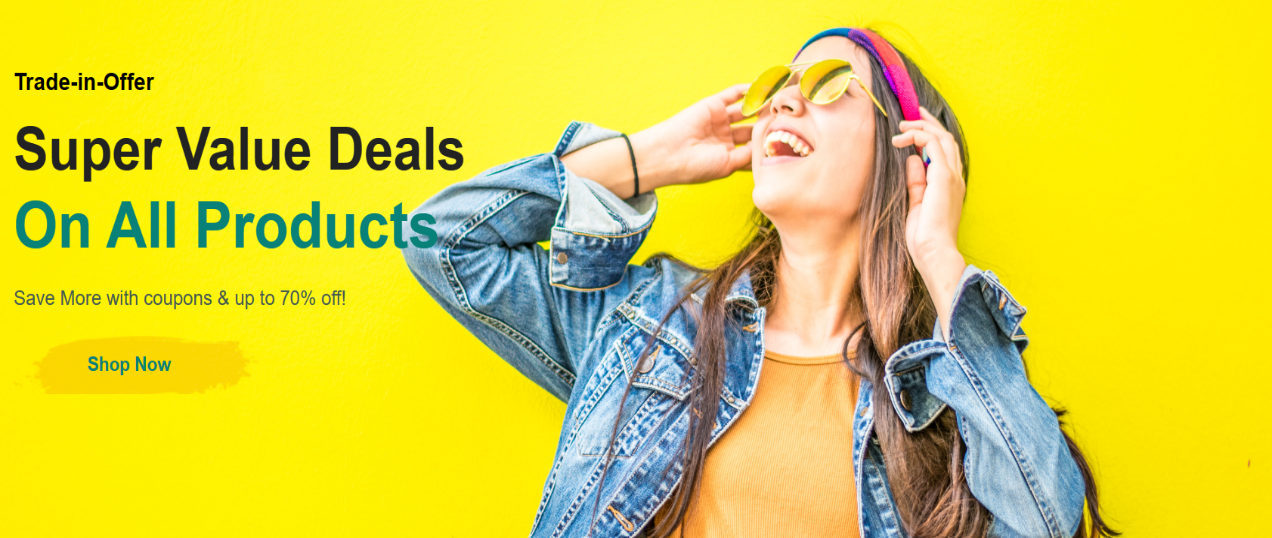 Trade-in-Offer
Super Value Deals
On All Products
Save More with coupons & up to 70% off!
Shop Now